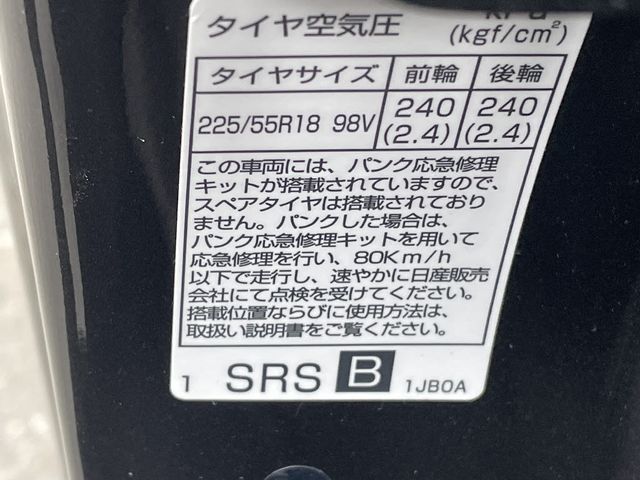 タイヤ空気圧 kPa
(kgf/cm²)
タイヤサイズ 前輪 後輪
225/55R18 98V 240 240
(2.4) (2.4)
この車両には、パンク応急修理
キットが搭載されていますので、
スペアタイヤは搭載されており
ません。パンクした場合は、
パンク応急修理キットを用いて
応急修理を行い、80Km/h
以下で走行し、速やかに日産販売
会社にて点検を受けてください。
搭載位置ならびに使用方法は、
取扱い説明書をご覧ください。
1 SRS B 1JB0A